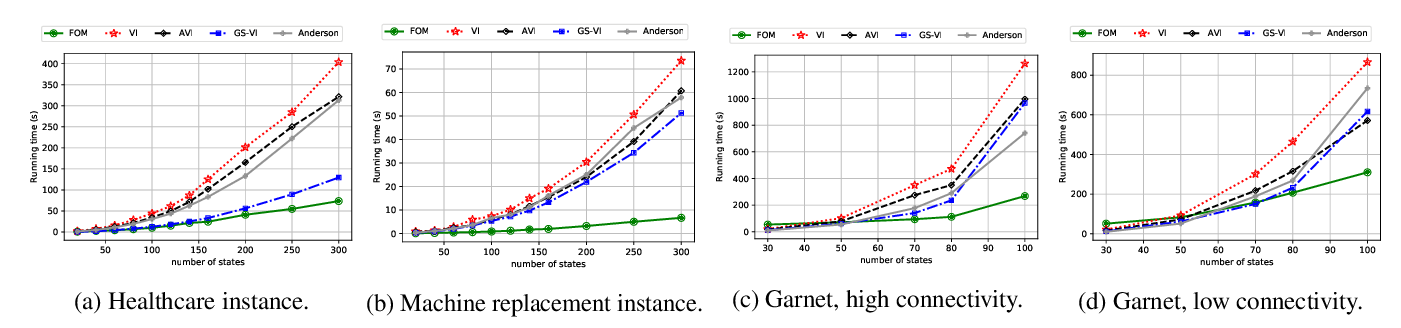 FOM VI AVI GS-VI Anderson
Running time (s)
400
350
300
250
200
150
100
50
0
50 100 150 200 250 300
number of states
(a) Healthcare instance.
FOM VI AVI GS-VI Anderson
Running time (s)
70
60
50
40
30
20
10
0
50 100 150 200 250 300
number of states
(b) Machine replacement instance.
FOM VI AVI GS-VI Anderson
Running time (s)
1200
1000
800
600
400
200
0
30 40 50 60 70 80 90 100
number of states
(c) Garnet, high connectivity.
FOM VI AVI GS-VI Anderson
Running time (s)
800
600
400
200
0
30 40 50 60 70 80 90 100
number of states
(d) Garnet, low connectivity.